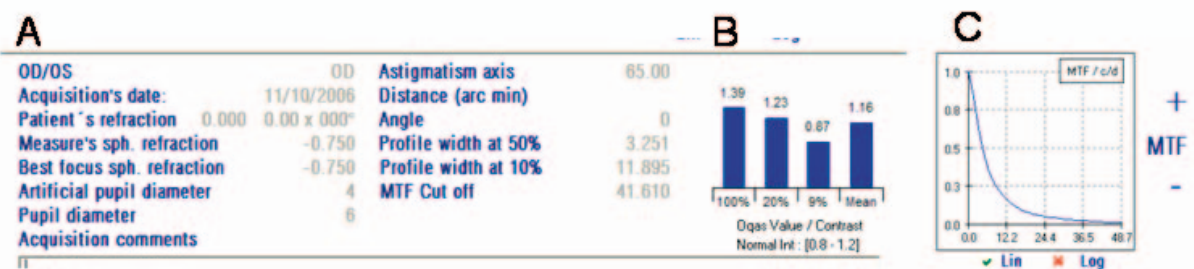 A
B
C
OD/OS OD Astigmatism axis 65.00
Acquisition's date: 11/10/2006 Distance (arc min)
Patient´s refraction 0.000 0.00 x 000° Angle 0
Measure's sph. refraction -0.750 Profile width at 50% 3.251
Best focus sph. refraction -0.750 Profile width at 10% 11.895
Artificial pupil diameter 4 MTF Cut off 41.610
Pupil diameter 6
Acquisition comments
1.39 1.23 0.87 1.16
100% 20% 9% Mean
Oqas Value / Contrast
Normal Int : [0.8 - 1.2]
MTF / c/d
1.0
0.8
0.5
0.3
0.0
0.0 12.2 24.4 36.5 48.7
Lin Log
+
MTF
-